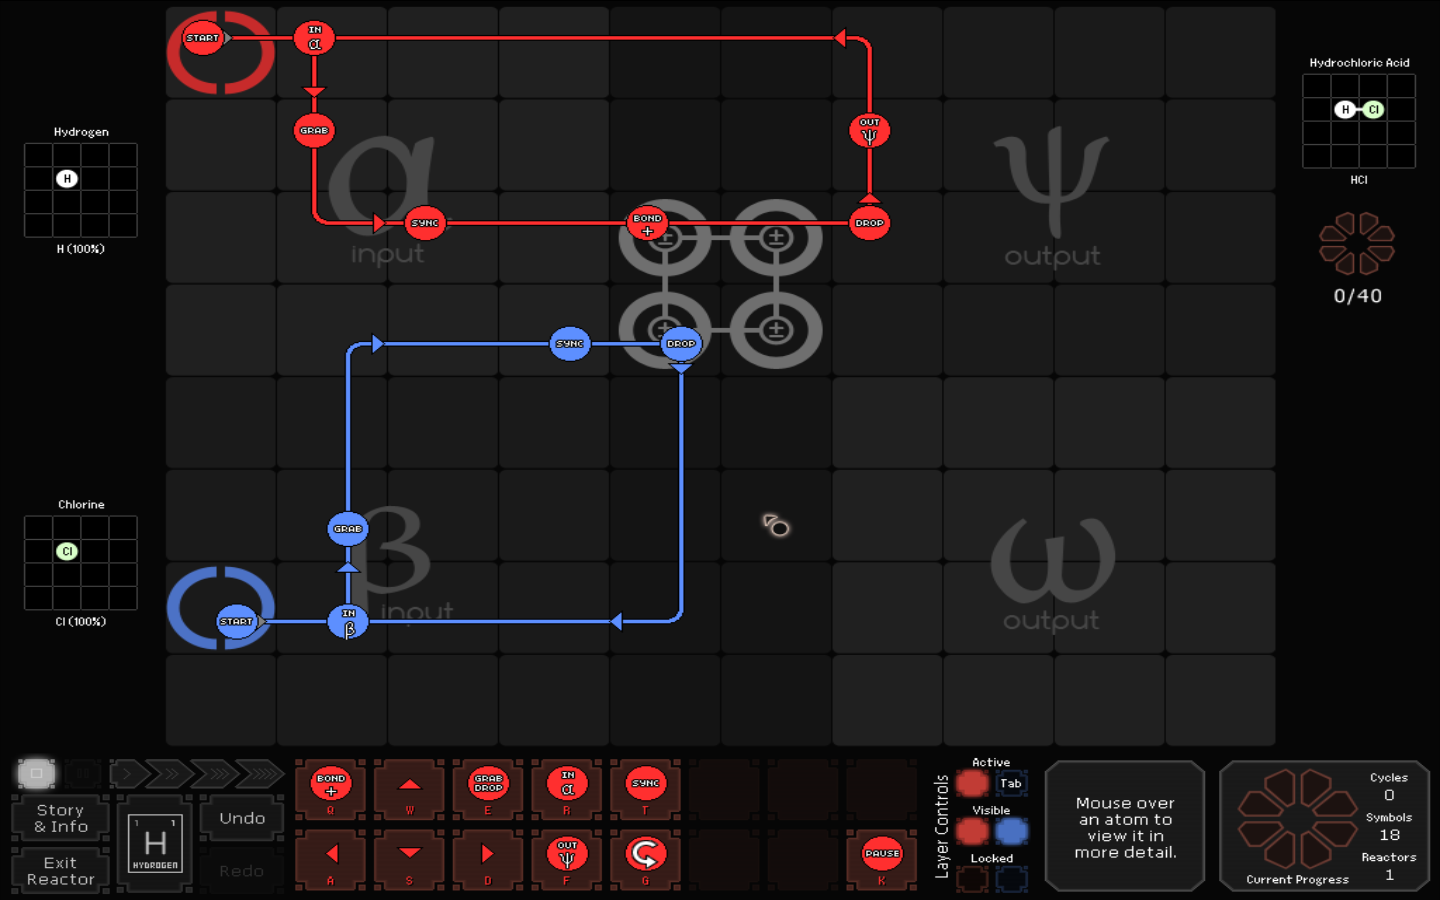 START
IN
α
Hydrochloric Acid
H Cl
HCl
0/40
Hydrogen
H
H (100%)
GRAB
α
input
SYNC
BOND
+
±
±
DROP
OUT
ψ
ψ
output
SYNC
DROP
±
±
Chlorine
Cl
Cl (100%)
GRAB
β
input
START
IN
β
ω
output
Story
& Info
Exit
Reactor
1 1
H
HYDROGEN
Undo
Redo
BOND
+
Q
W
GRAB
DROP
E
IN
α
R
SYNC
T
A
S
D
OUT
ψ
F
G
PAUSE
K
Layer Controls
Active
Tab
Visible
Locked
Mouse over
an atom to
view it in
more detail.
Cycles
0
Symbols
18
Reactors
1
Current Progress